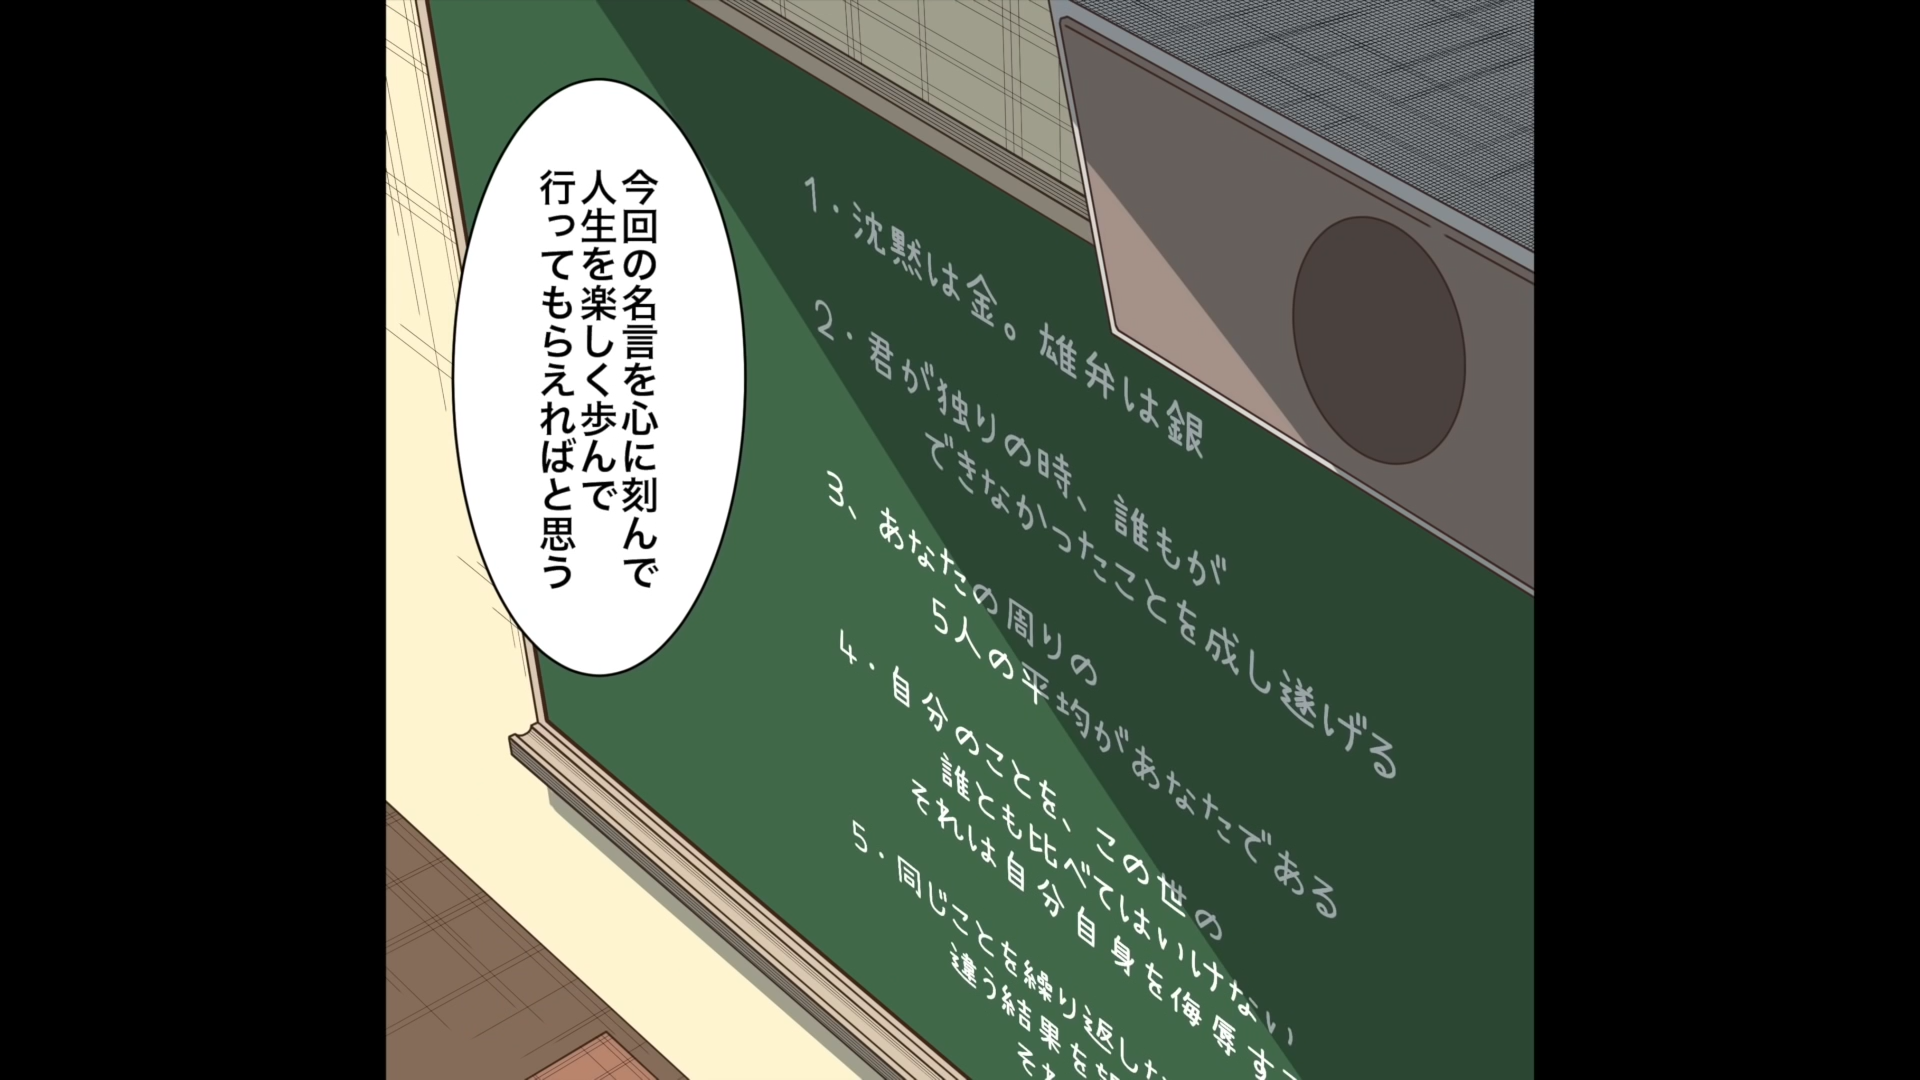 今回の名言を心に刻んで
人生を楽しく歩んで
行ってもらえればと思う
1・沈黙は金。雄弁は銀
2・君が独りの時、誰もが
できなかったことを成し遂げる
3、あなたの周りの
5人の平均があなたである
4・自分のことを、この世の
誰とも比べてはいけない
それは自分自身を侮辱す
5・同じことを繰り返しな
違う結果を望
それ